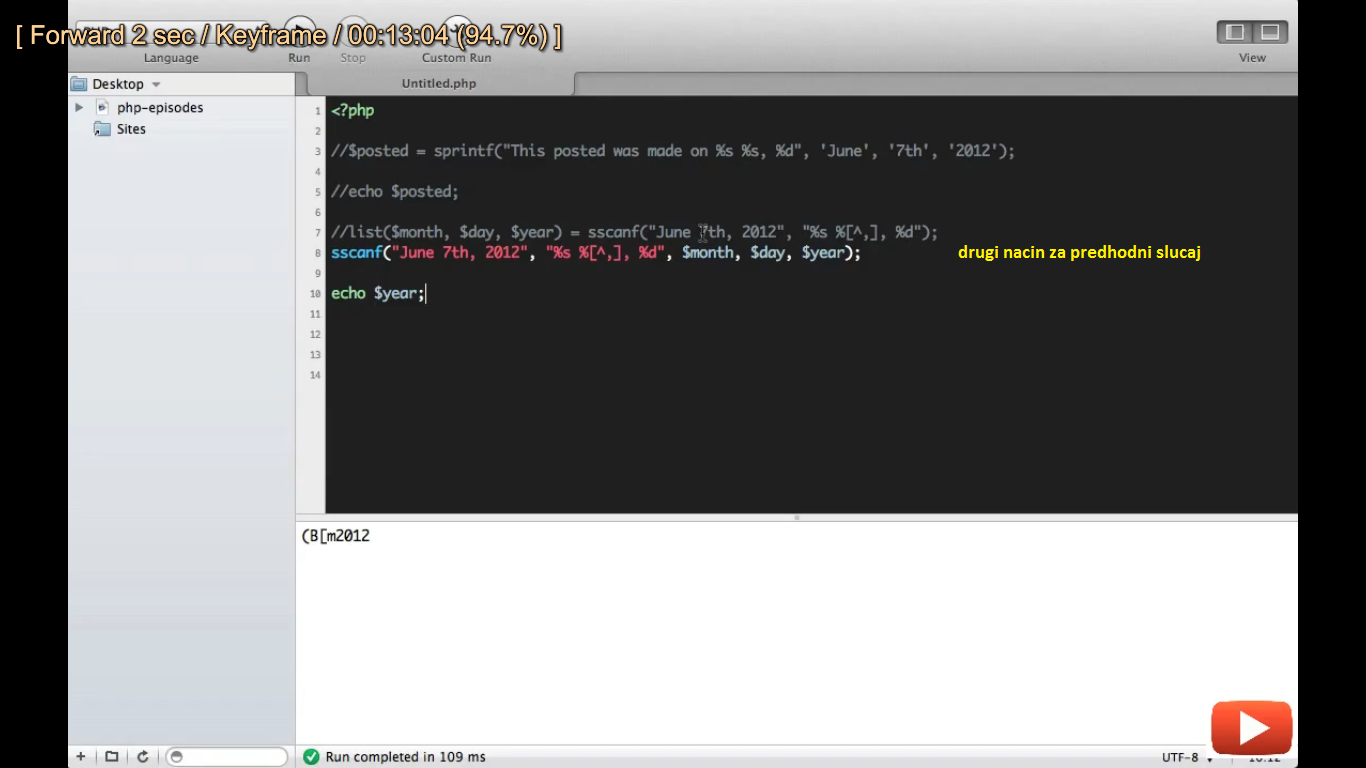 [ Forward 2 sec / Keyframe / 00:13:04 (94.7%) ]
Language Run Stop Custom Run View
Desktop Untitled.php
php-episodes
Sites
1 <?php
2
3 //$posted = sprintf("This posted was made on %s %s, %d", 'June', '7th', '2012');
4
5 //echo $posted;
6
7 //list($month, $day, $year) = sscanf("June 7th, 2012", "%s %[^,], %d");
8 sscanf("June 7th, 2012", "%s %[^,], %d", $month, $day, $year); drugi nacin za predhodni slucaj
9
10 echo $year;
11
12
13
14
(B[m2012
Run completed in 109 ms UTF-8